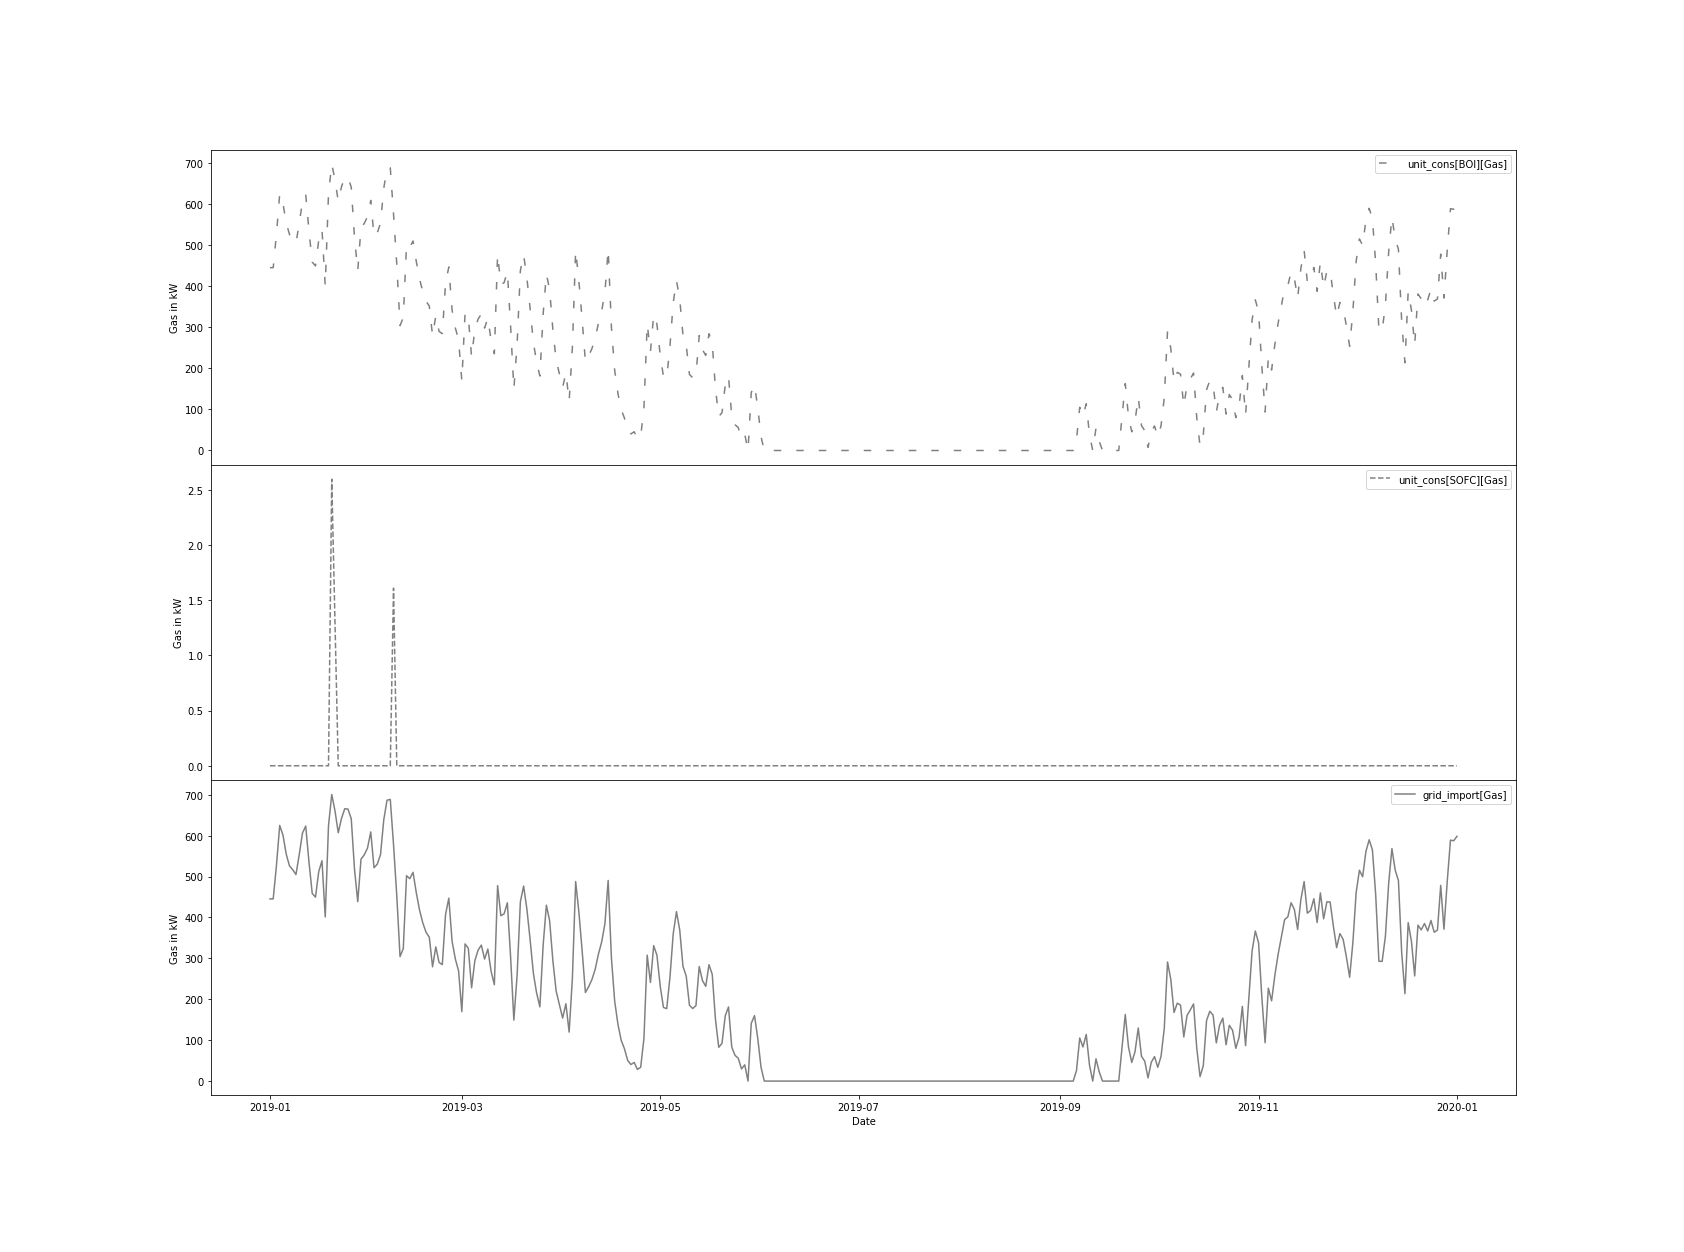 unit_cons[BOI][Gas]
700
600
500
400
300
200
100
0
Gas in kW
unit_cons[SOFC][Gas]
2.5
2.0
1.5
1.0
0.5
0.0
Gas in kW
grid_import[Gas]
700
600
500
400
300
200
100
0
Gas in kW
2019-01 2019-03 2019-05 2019-07 2019-09 2019-11 2020-01
Date